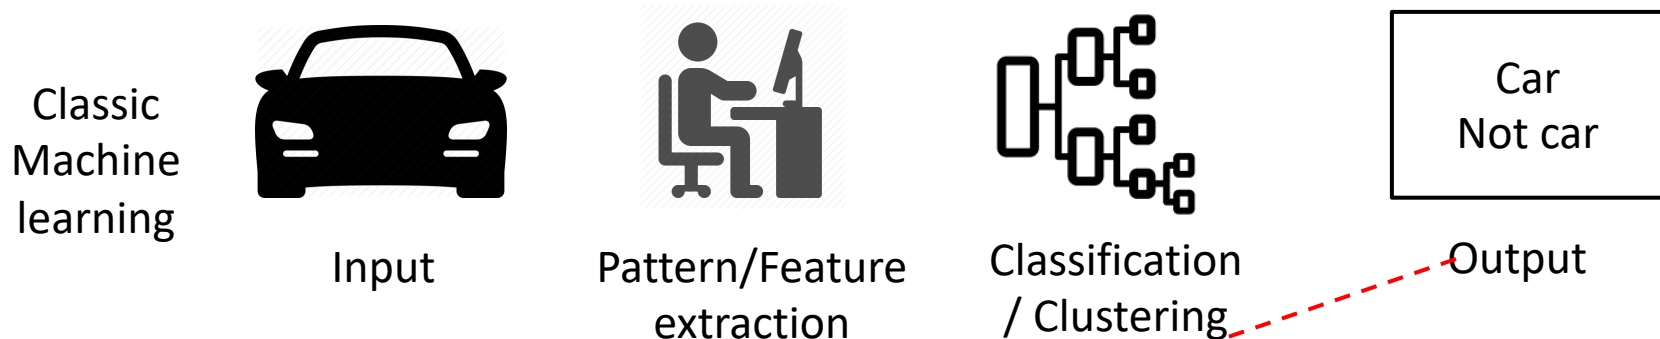 Classic
Machine
learning
Input
Pattern/Feature
extraction
Classification
/ Clustering
Car
Not car
Output